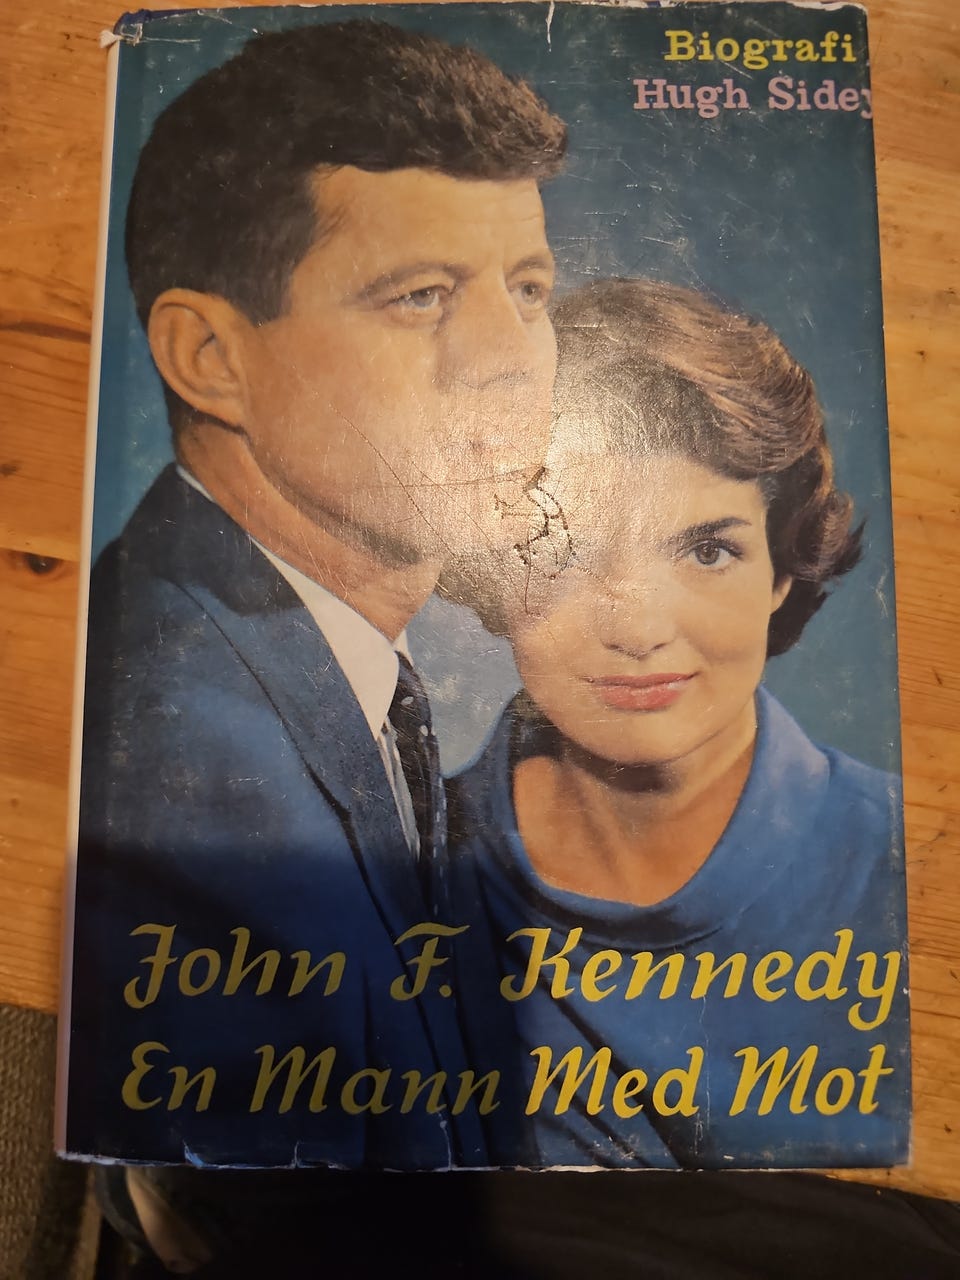 Biografi
Hugh Sidey
John F. Kennedy
En Mann Med Mot